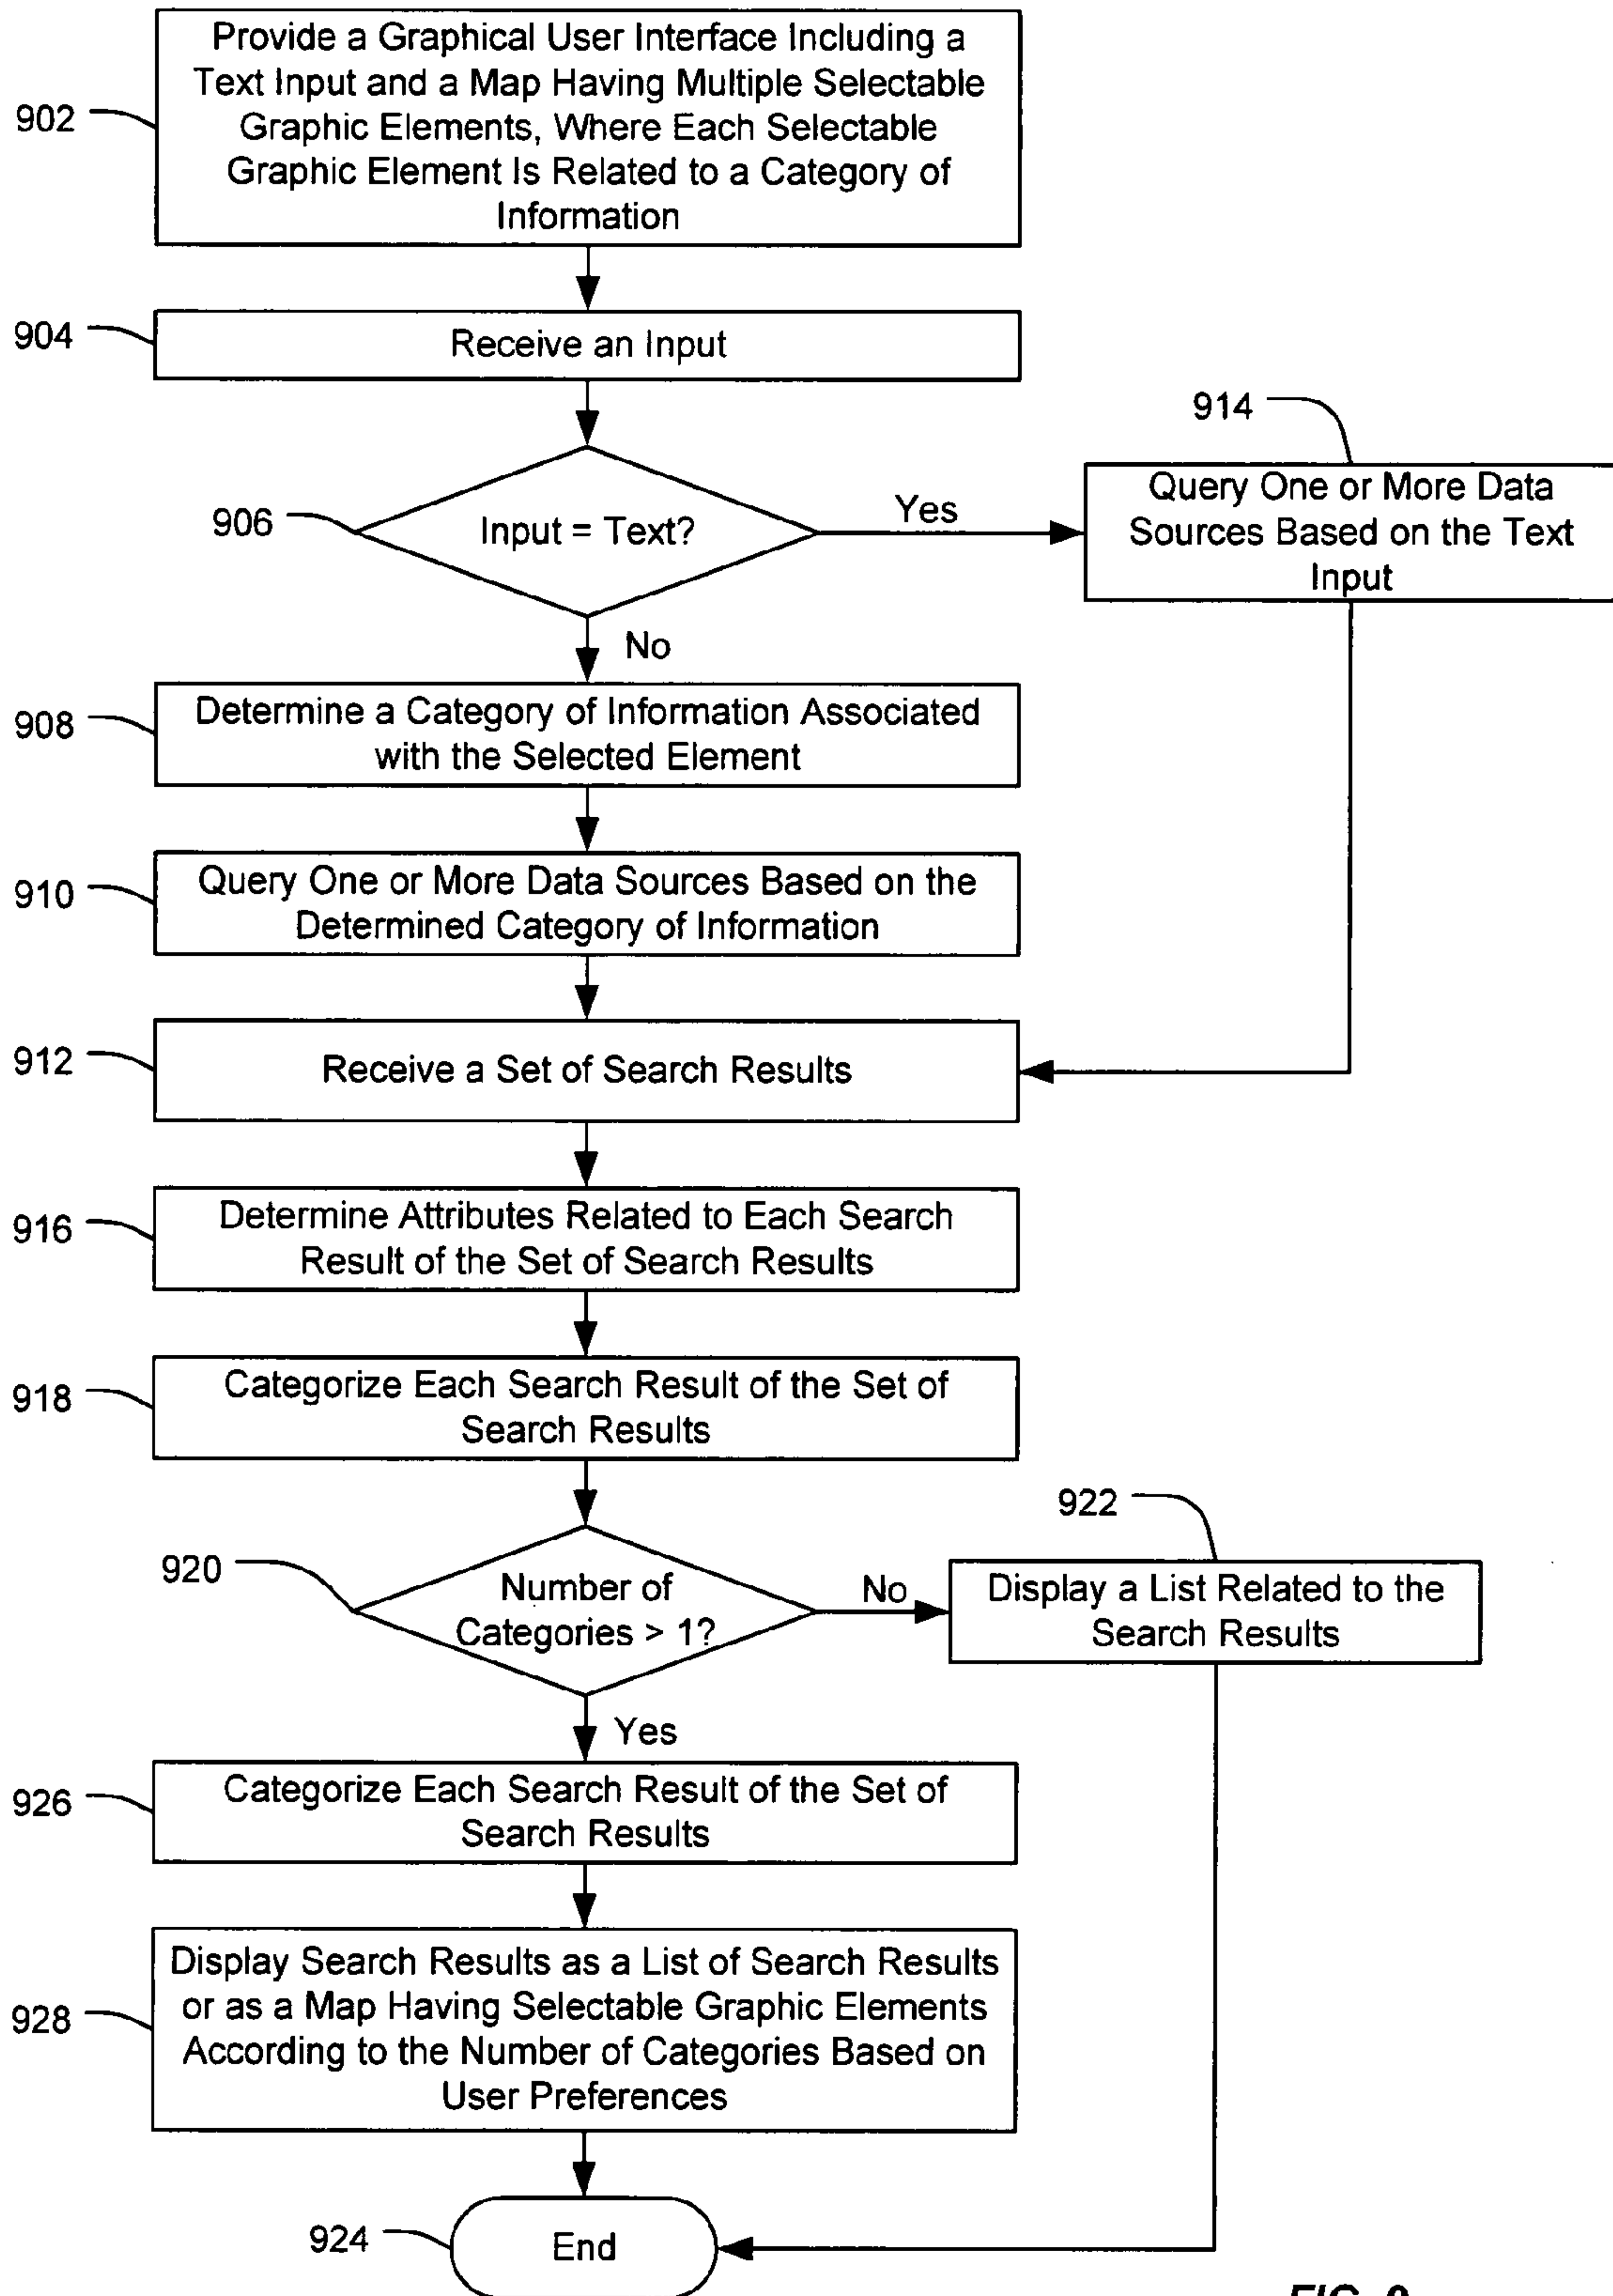 902
Provide a Graphical User Interface Including a
Text Input and a Map Having Multiple Selectable
Graphic Elements, Where Each Selectable
Graphic Element Is Related to a Category of
Information
904
Receive an Input
906
Input = Text?
Yes
914
Query One or More Data
Sources Based on the Text
Input
No
908
Determine a Category of Information Associated
with the Selected Element
910
Query One or More Data Sources Based on the
Determined Category of Information
912
Receive a Set of Search Results
916
Determine Attributes Related to Each Search
Result of the Set of Search Results
918
Categorize Each Search Result of the Set of
Search Results
920
Number of
Categories > 1?
No
922
Display a List Related to the
Search Results
Yes
926
Categorize Each Search Result of the Set of
Search Results
928
Display Search Results as a List of Search Results
or as a Map Having Selectable Graphic Elements
According to the Number of Categories Based on
User Preferences
924
End